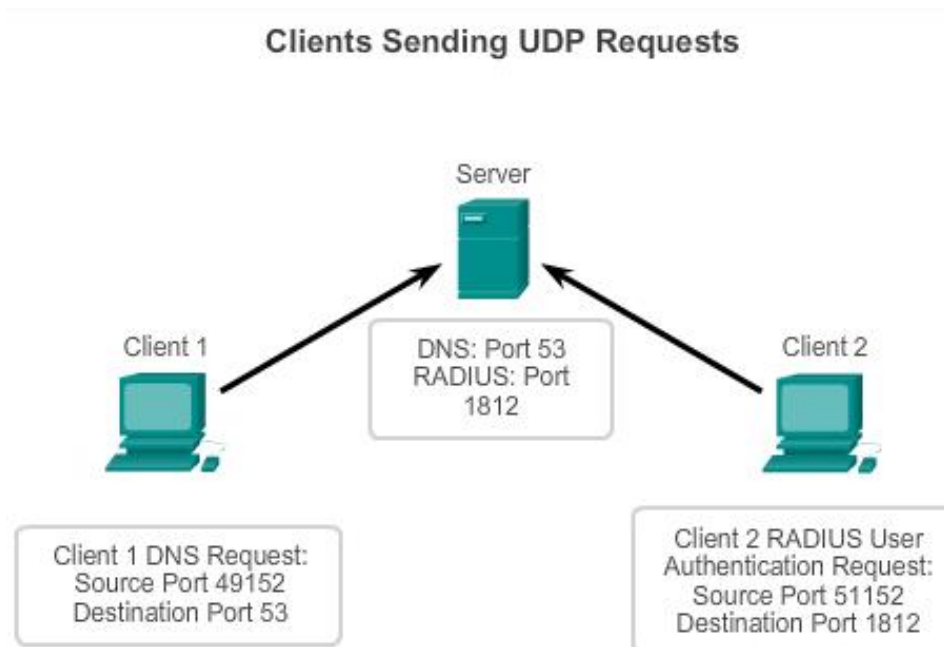 Clients Sending UDP Requests
Server
Client 1
DNS: Port 53
RADIUS: Port
1812
Client 2
Client 1 DNS Request:
Source Port 49152
Destination Port 53
Client 2 RADIUS User
Authentication Request:
Source Port 51152
Destination Port 1812